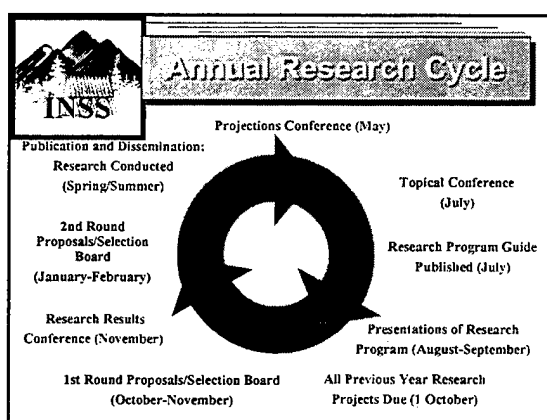 Annual Research Cycle
INSS
Projections Conference (May)
Publication and Dissemination;
Research Conducted
(Spring/Summer)
Topical Conference
(July)
2nd Round
Proposals/Selection
Board
(January-February)
Research Program Guide
Published (July)
Research Results
Conference (November)
Presentations of Research
Program (August-September)
1st Round Proposals/Selection Board
(October-November)
All Previous Year Research
Projects Due (1 October)